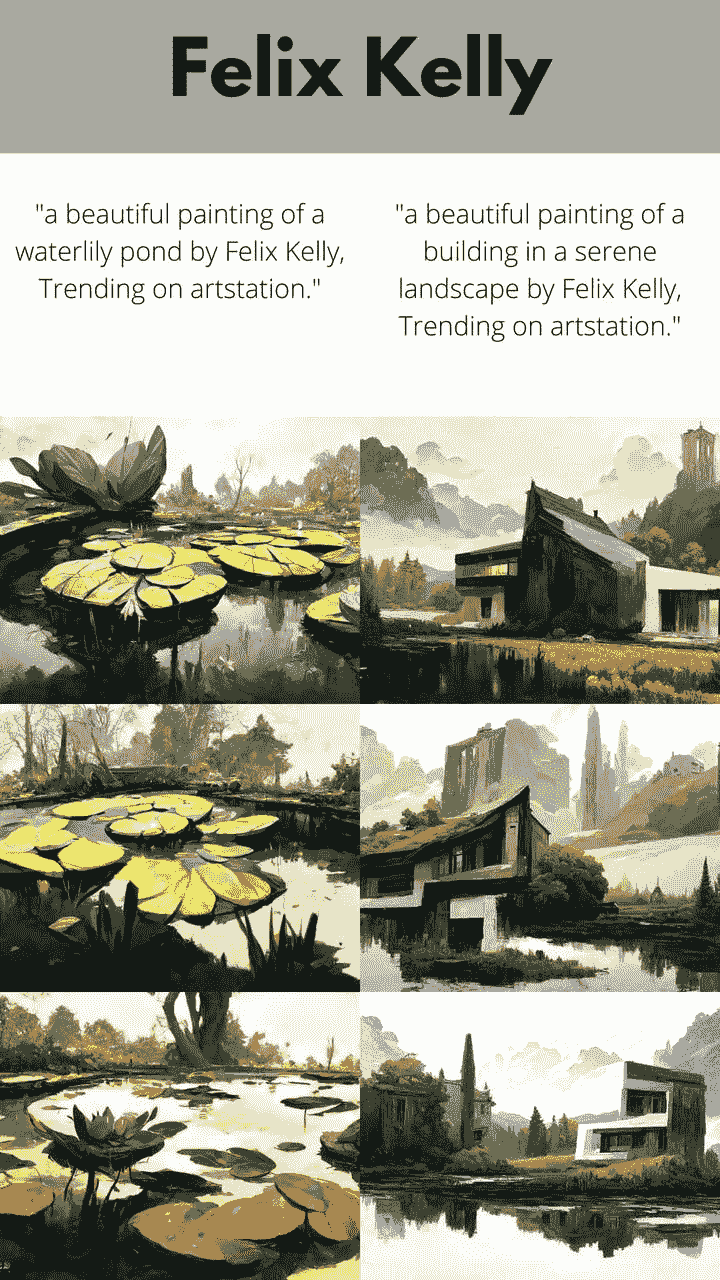 Felix Kelly
"a beautiful painting of a
waterlily pond by Felix Kelly,
Trending on artstation."
"a beautiful painting of a
building in a serene
landscape by Felix Kelly,
Trending on artstation."